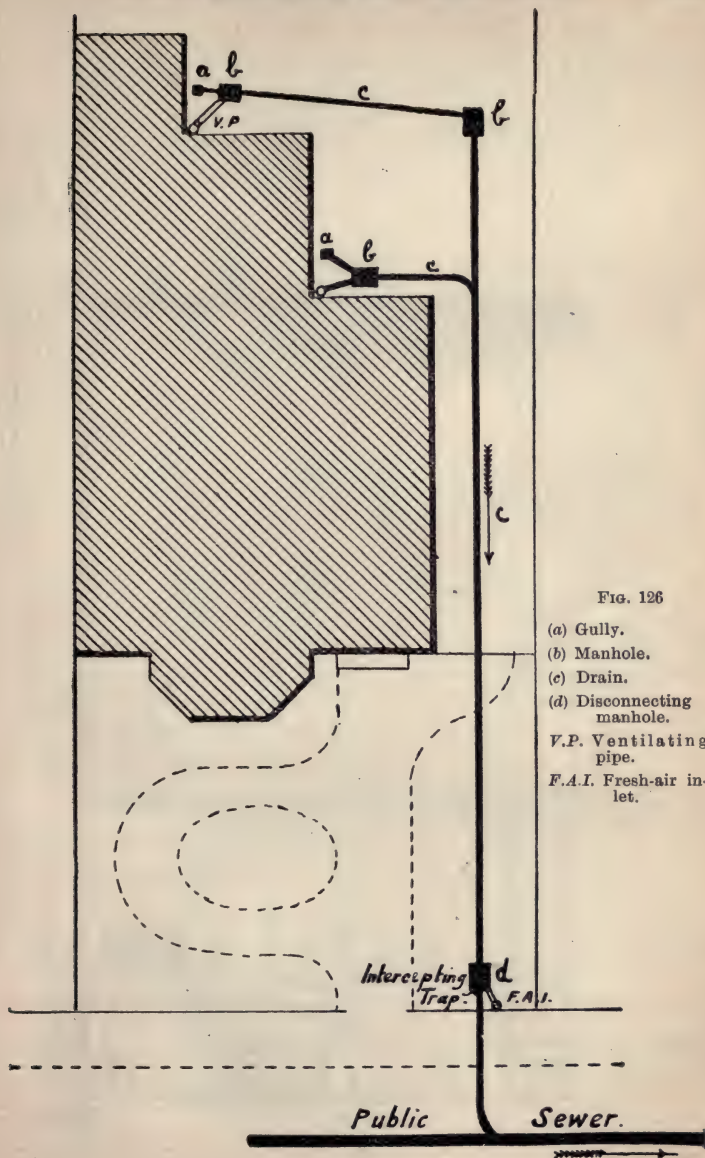 a b
c
b
V.P
a b
c
c
FIG. 126
(a) Gully.
(b) Manhole.
(c) Drain.
(d) Disconnecting
manhole.
V.P. Ventilating
pipe.
F.A.I. Fresh-air in-
let.
Intercepting d
Trap. F.A.I.
Public Sewer.